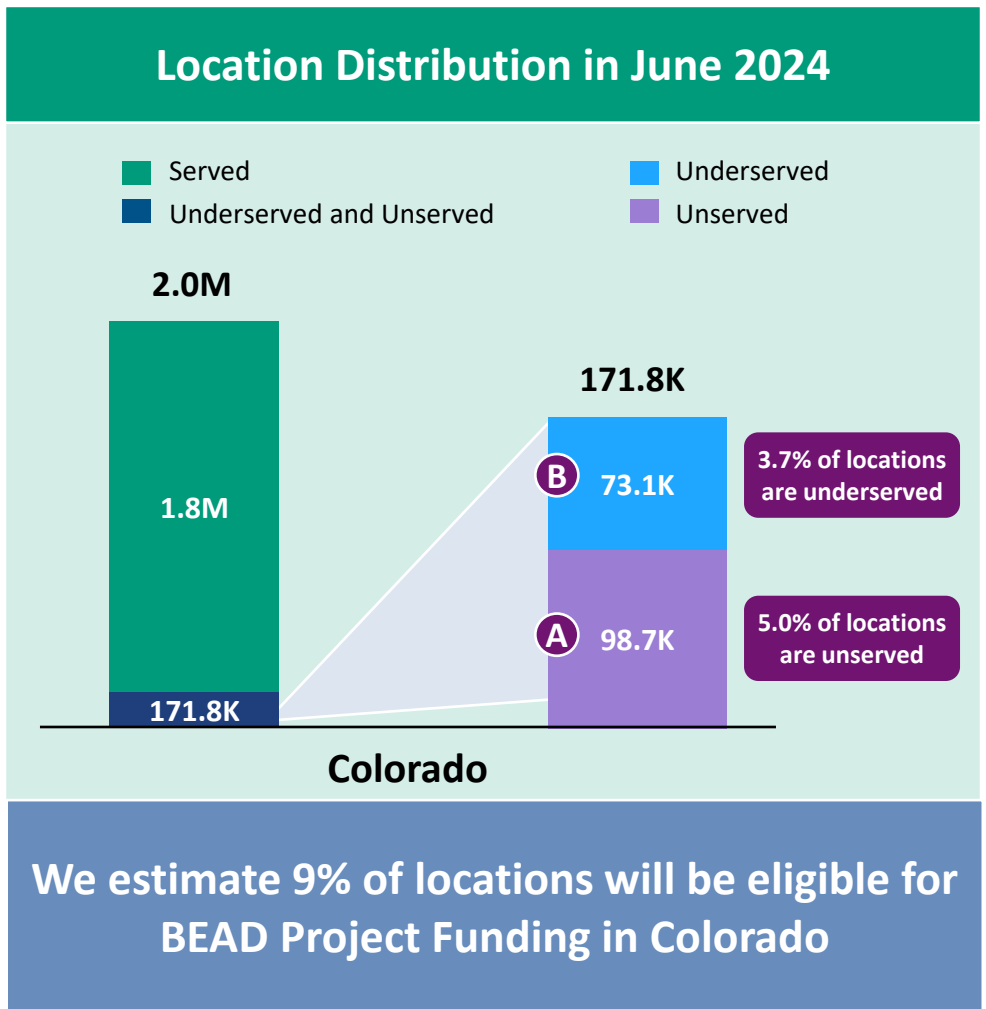 Location Distribution in June 2024
Served
Underserved
Underserved and Unserved
Unserved
2.0M
1.8M
171.8K
171.8K
B
73.1K
3.7% of locations
are underserved
A
98.7K
5.0% of locations
are unserved
Colorado
We estimate 9% of locations will be eligible for
BEAD Project Funding in Colorado